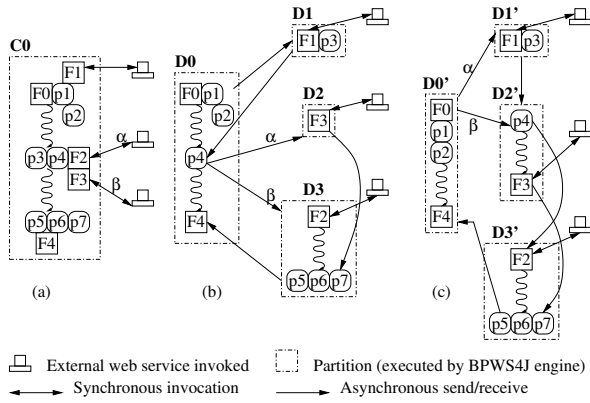 C0
F1
F0 p1
p2
α
p3 p4 F2
F3
β
p5 p6 p7
F4
(a)
D1
F1 p3
D0
F0 p1
p2
D2
F3
α
p4
β
D3
F2
F4
p5 p6 p7
(b)
D1’
F1 p3
α
D0’
D2’
F0
p4
β
p1
p2
F3
F4
D3’
F2
p5 p6 p7
(c)
External web service invoked
Partition (executed by BPWS4J engine)
Synchronous invocation
Asynchronous send/receive